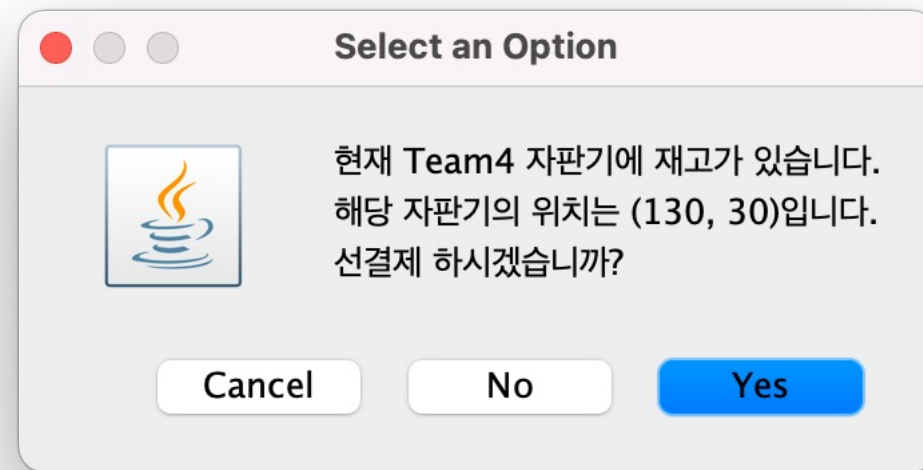 Select an Option
현재 Team4 자판기에 재고가 있습니다.
해당 자판기의 위치는 (130, 30)입니다.
선결제 하시겠습니까?
Cancel No Yes